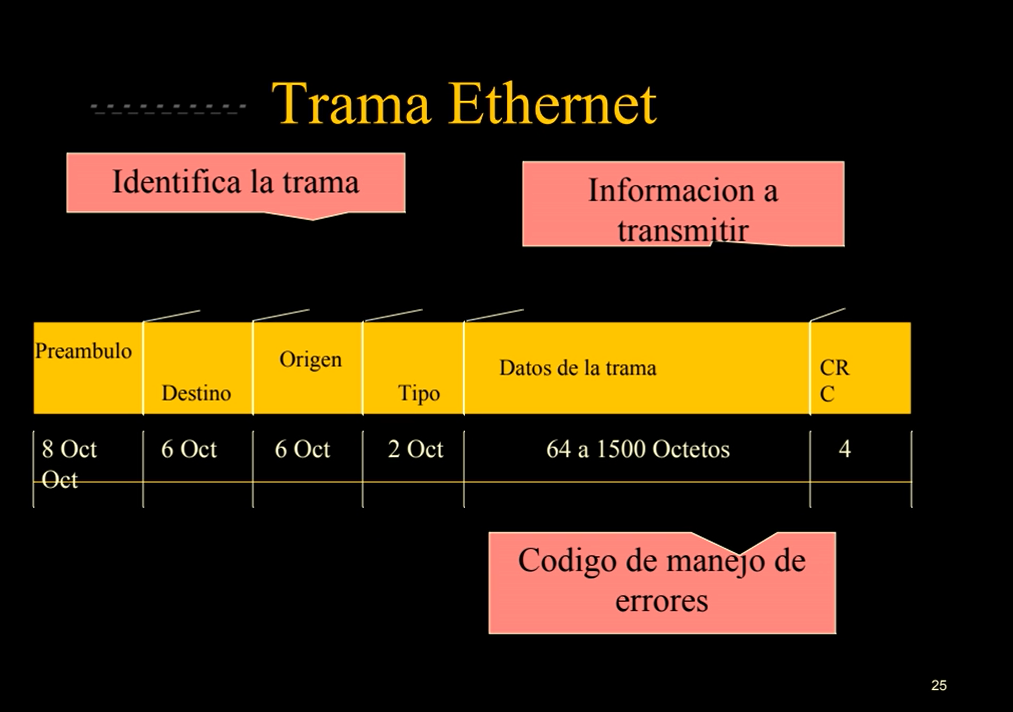 Trama Ethernet
Identifica la trama
Informacion a
transmitir
Preambulo
Destino
Origen
Tipo
Datos de la trama
CR
C
8 Oct 6 Oct 6 Oct 2 Oct 64 a 1500 Octetos 4
Oct
Codigo de manejo de
errores
25